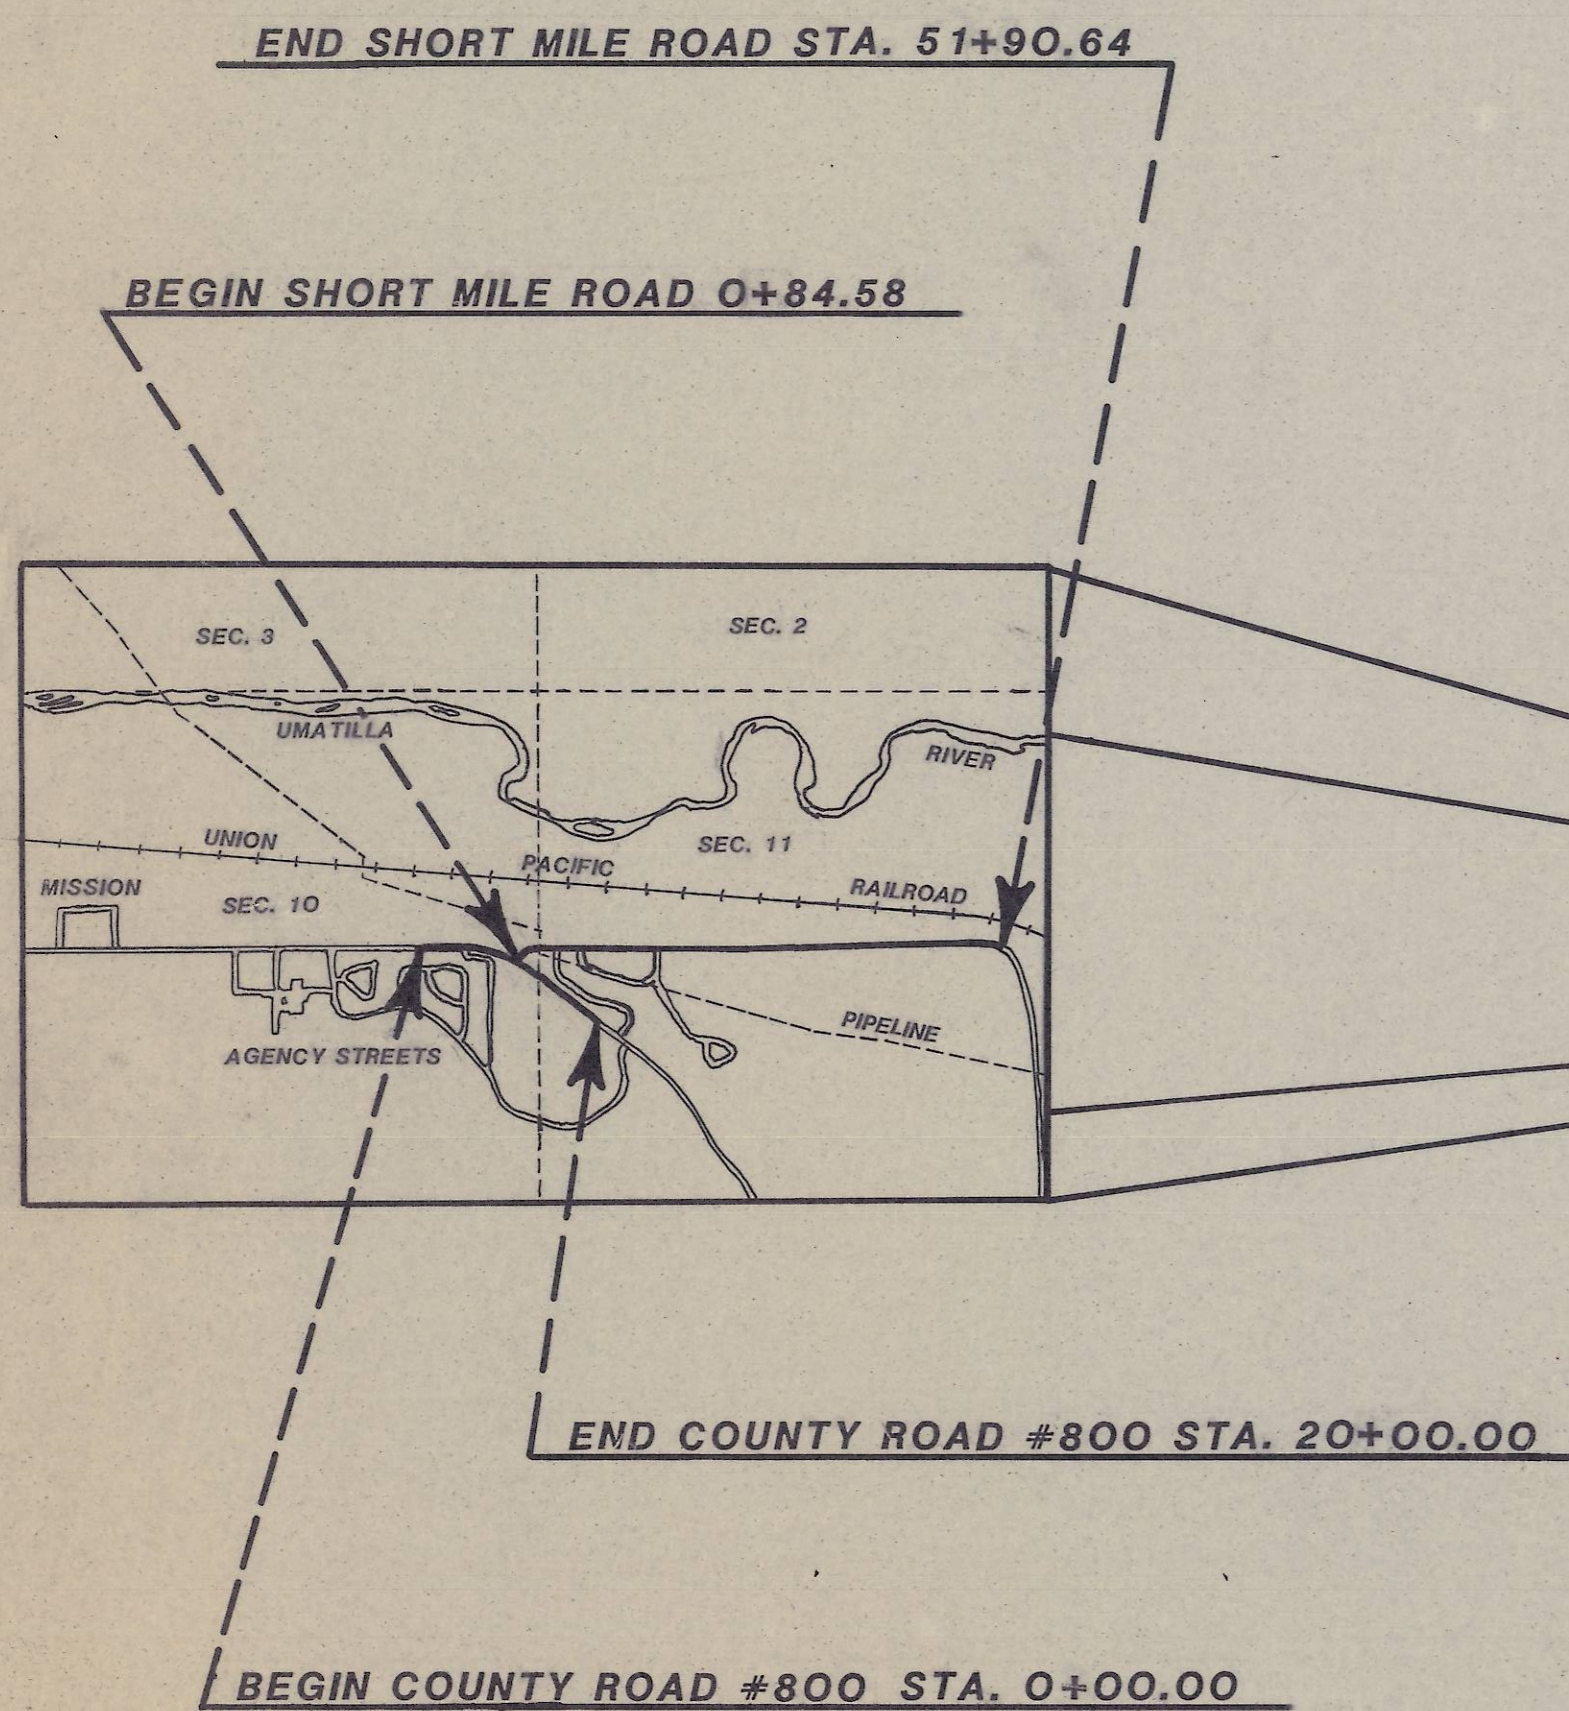 END SHORT MILE ROAD STA. 51+90.64
BEGIN SHORT MILE ROAD 0+84.58
SEC. 3
SEC. 2
UMATILLA
RIVER
UNION
PACIFIC
SEC. 11
RAILROAD
MISSION
SEC. 10
PIPELINE
AGENCY STREETS
END COUNTY ROAD #800 STA. 20+00.00
BEGIN COUNTY ROAD #800 STA. 0+00.00